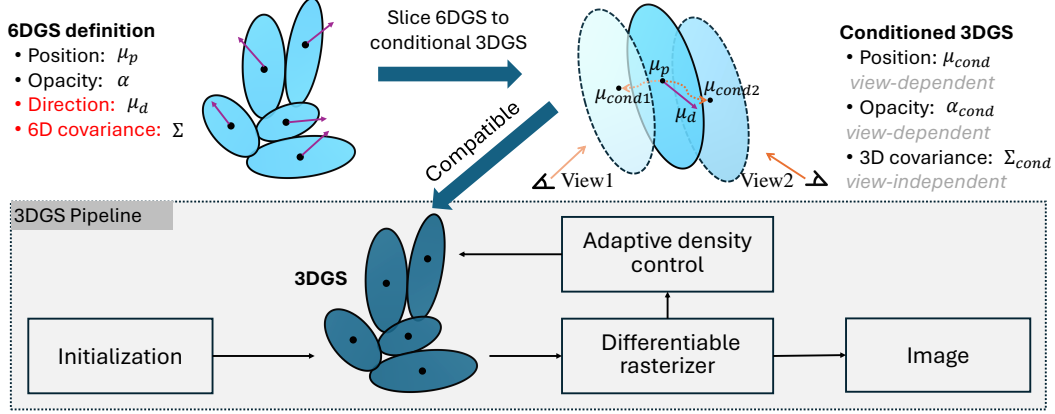 6DGS definition
• Position: μp
• Opacity: α
• Direction: μd
• 6D covariance: Σ
Slice 6DGS to
conditional 3DGS
Compatible
μp
μcond1
μcond2
μd
View1
View2
Conditioned 3DGS
• Position: μcond
view-dependent
• Opacity: αcond
view-dependent
• 3D covariance: Σcond
view-independent
3DGS Pipeline
3DGS
Adaptive density
control
Initialization
Differentiable
rasterizer
Image